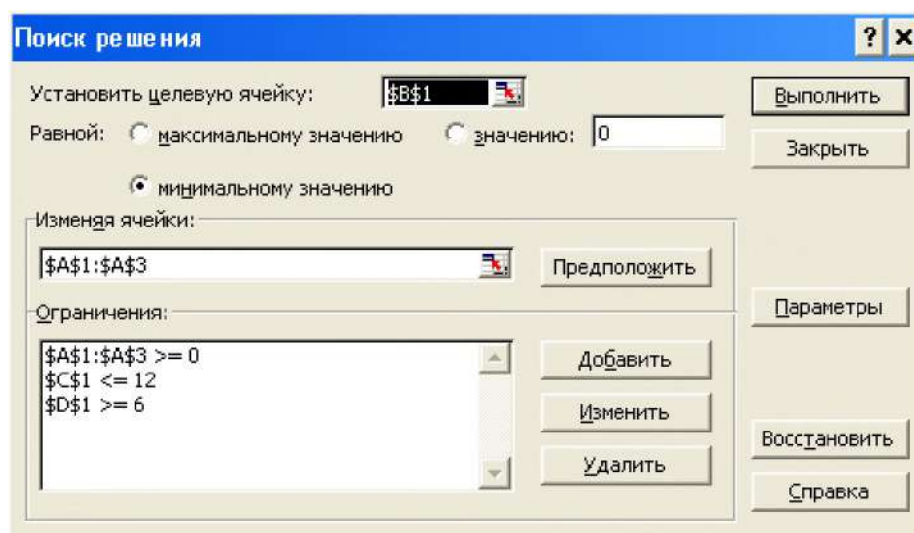 Поиск решения
Установить целевую ячейку: $B$1
Выполнить
Равной: максимальному значению значению: 0
Закрыть
минимальному значению
Изменяя ячейки:
$A$1:$A$3
Предположить
Параметры
Ограничения:
$A$1:$A$3 >= 0
$C$1 <= 12
$D$1 >= 6
Добавить
Изменить
Удалить
Восстановить
Справка